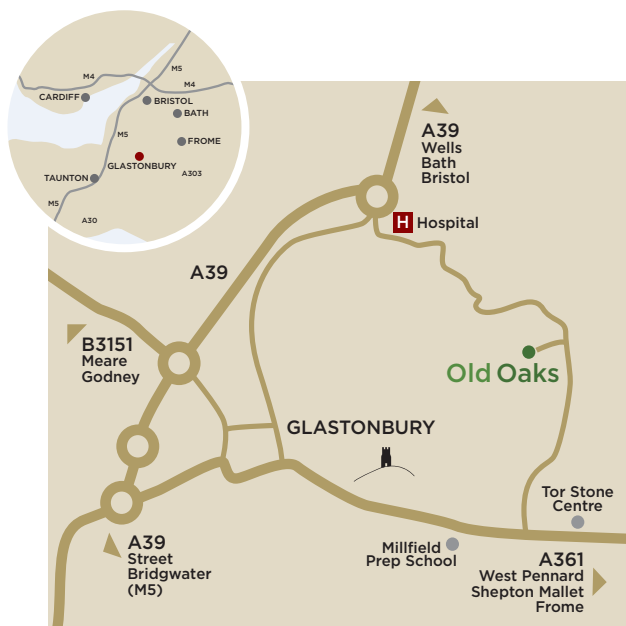 M5
M4
M4
CARDIFF
BRISTOL
BATH
M5
FROME
GLASTONBURY
A303
TAUNTON
M5
A30
A39
Wells
Bath
Bristol
H Hospital
A39
B3151
Meare
Godney
Old Oaks
GLASTONBURY
Tor Stone
Centre
A39
Street
Bridgwater
(M5)
Millfield
Prep School
A361
West Pennard
Shepton Mallet
Frome